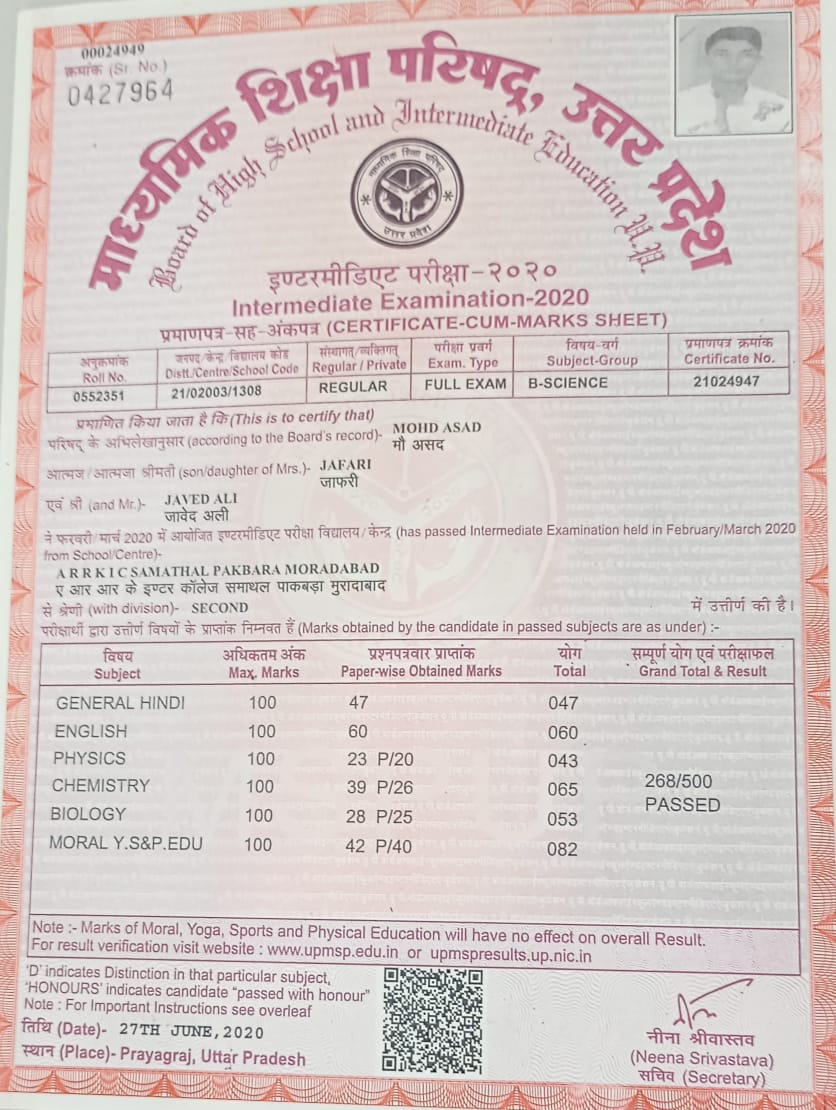 00024949
क्रमांक (Sr. No.)
0427964
माध्यमिक शिक्षा परिषद्, उत्तर प्रदेश
Board of High School and Intermediate Education U.P.
माध्यमिक शिक्षा परिषद
उत्तर प्रदेश
इण्टरमीडिएट परीक्षा-२०२०
Intermediate Examination-2020
प्रमाणपत्र-सह-अंकपत्र (CERTIFICATE-CUM-MARKS SHEET)
अनुक्रमांक जनपद/केन्द्र/विद्यालय कोड संस्थागत/व्यक्तिगत परीक्षा प्रवर्ग विषय-वर्ग प्रमाणपत्र क्रमांक
Roll No. Distt./Centre/School Code Regular / Private Exam. Type Subject-Group Certificate No.
0552351 21/02003/1308 REGULAR FULL EXAM B-SCIENCE 21024947
प्रमाणित किया जाता है कि (This is to certify that)
परिषद् के अभिलेखानुसार (according to the Board's record)- MOHD ASAD
मौ असद
आत्मज/आत्मजा श्रीमती (son/daughter of Mrs.)- JAFARI
जाफरी
एवं श्री (and Mr.)- JAVED ALI
जावेद अली
ने फरवरी/मार्च 2020 में आयोजित इण्टरमीडिएट परीक्षा विद्यालय/केन्द्र (has passed Intermediate Examination held in February/March 2020
from School/Centre)-
A R R K I C SAMATHAL PAKBARA MORADABAD
ए आर आर के इण्टर कॉलेज समाथल पाकबड़ा मुरादाबाद
से श्रेणी (with division)- SECOND में उत्तीर्ण की है।
परीक्षार्थी द्वारा उत्तीर्ण विषयों के प्राप्तांक निम्नवत हैं (Marks obtained by the candidate in passed subjects are as under) :-
विषय अधिकतम अंक प्रश्नपत्रवार प्राप्तांक योग सम्पूर्ण योग एवं परीक्षाफल
Subject Max. Marks Paper-wise Obtained Marks Total Grand Total & Result
GENERAL HINDI 100 47 047
ENGLISH 100 60 060
PHYSICS 100 23 P/20 043
CHEMISTRY 100 39 P/26 065 268/500
BIOLOGY 100 28 P/25 053 PASSED
MORAL Y.S&P.EDU 100 42 P/40 082
Note :- Marks of Moral, Yoga, Sports and Physical Education will have no effect on overall Result.
For result verification visit website : www.upmsp.edu.in or upmspresults.up.nic.in
'D' indicates Distinction in that particular subject,
'HONOURS' indicates candidate "passed with honour"
Note : For Important Instructions see overleaf
तिथि (Date)- 27TH JUNE, 2020
स्थान (Place)- Prayagraj, Uttar Pradesh
नीना श्रीवास्तव
(Neena Srivastava)
सचिव (Secretary)